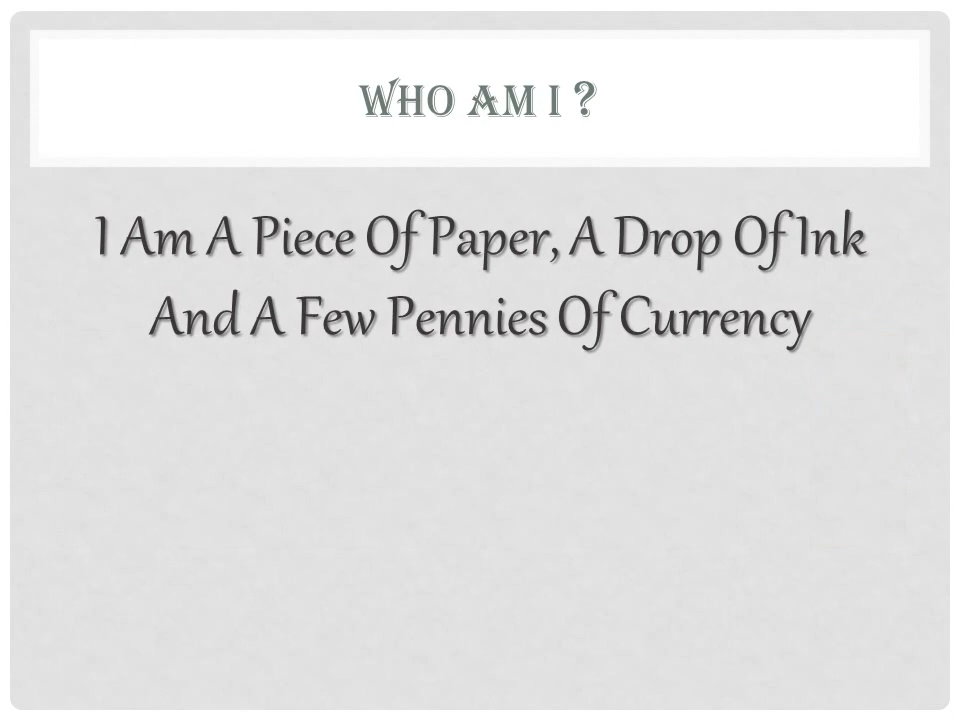 WHO AM I ?
I Am A Piece Of Paper, A Drop Of Ink
And A Few Pennies Of Currency